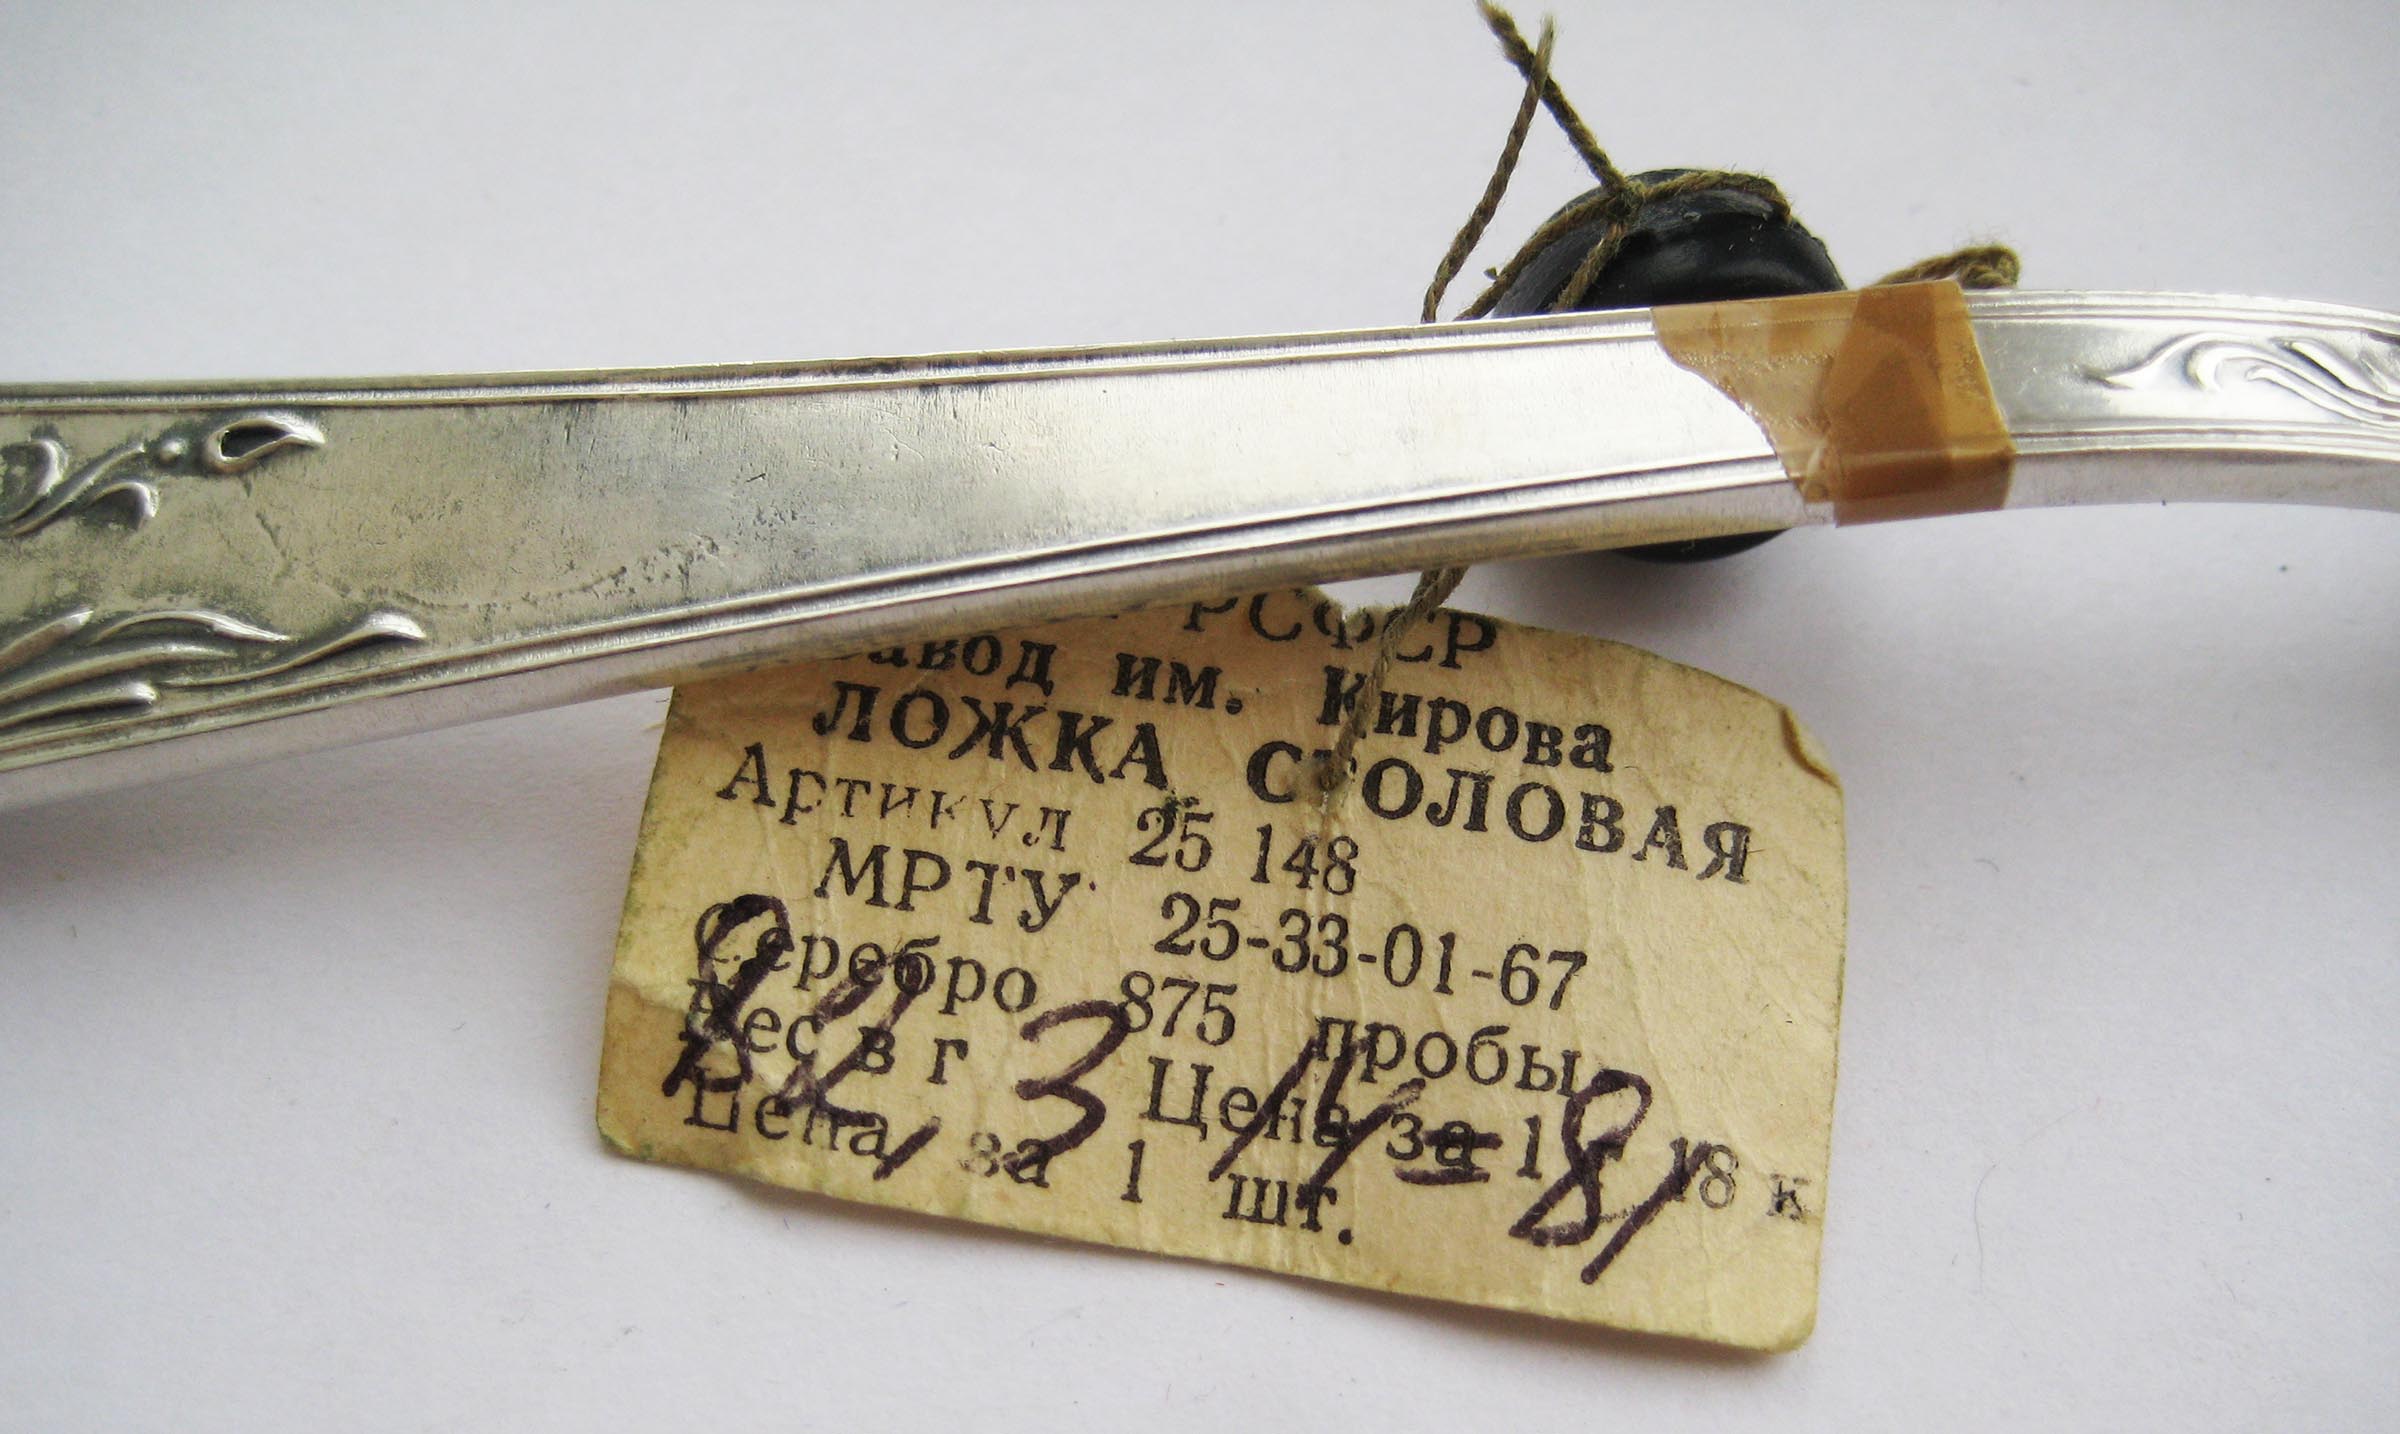 РСФСР
завод им. Кирова
ЛОЖКА СТОЛОВАЯ
Артикул 25 148
МРТУ 25-33-01-67
Серебро 875 пробы
Вес в г Цена за 1 г 18 к
Цена за 1 шт.